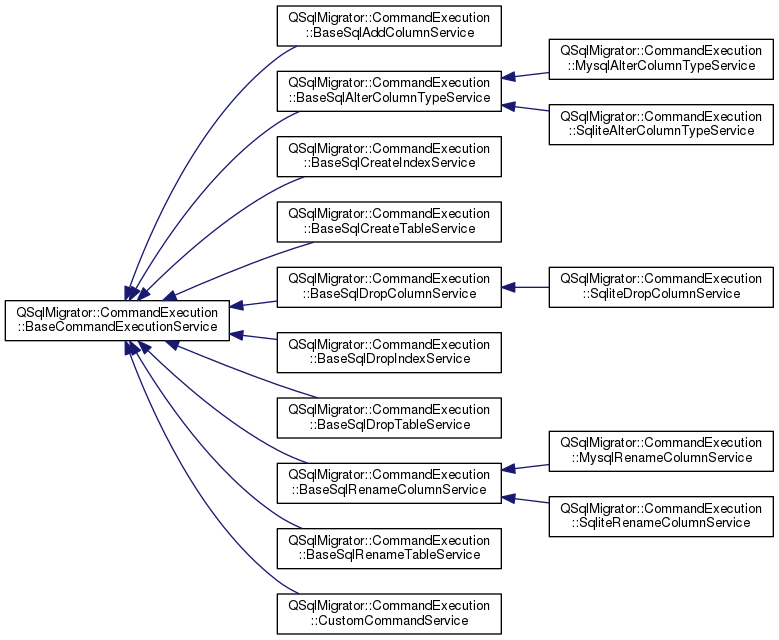 QSqlMigrator::CommandExecution
::BaseCommandExecutionService
QSqlMigrator::CommandExecution
::BaseSqlAddColumnService
QSqlMigrator::CommandExecution
::BaseSqlAlterColumnTypeService
QSqlMigrator::CommandExecution
::MysqlAlterColumnTypeService
QSqlMigrator::CommandExecution
::SqliteAlterColumnTypeService
QSqlMigrator::CommandExecution
::BaseSqlCreateIndexService
QSqlMigrator::CommandExecution
::BaseSqlCreateTableService
QSqlMigrator::CommandExecution
::BaseSqlDropColumnService
QSqlMigrator::CommandExecution
::SqliteDropColumnService
QSqlMigrator::CommandExecution
::BaseSqlDropIndexService
QSqlMigrator::CommandExecution
::BaseSqlDropTableService
QSqlMigrator::CommandExecution
::BaseSqlRenameColumnService
QSqlMigrator::CommandExecution
::MysqlRenameColumnService
QSqlMigrator::CommandExecution
::SqliteRenameColumnService
QSqlMigrator::CommandExecution
::BaseSqlRenameTableService
QSqlMigrator::CommandExecution
::CustomCommandService